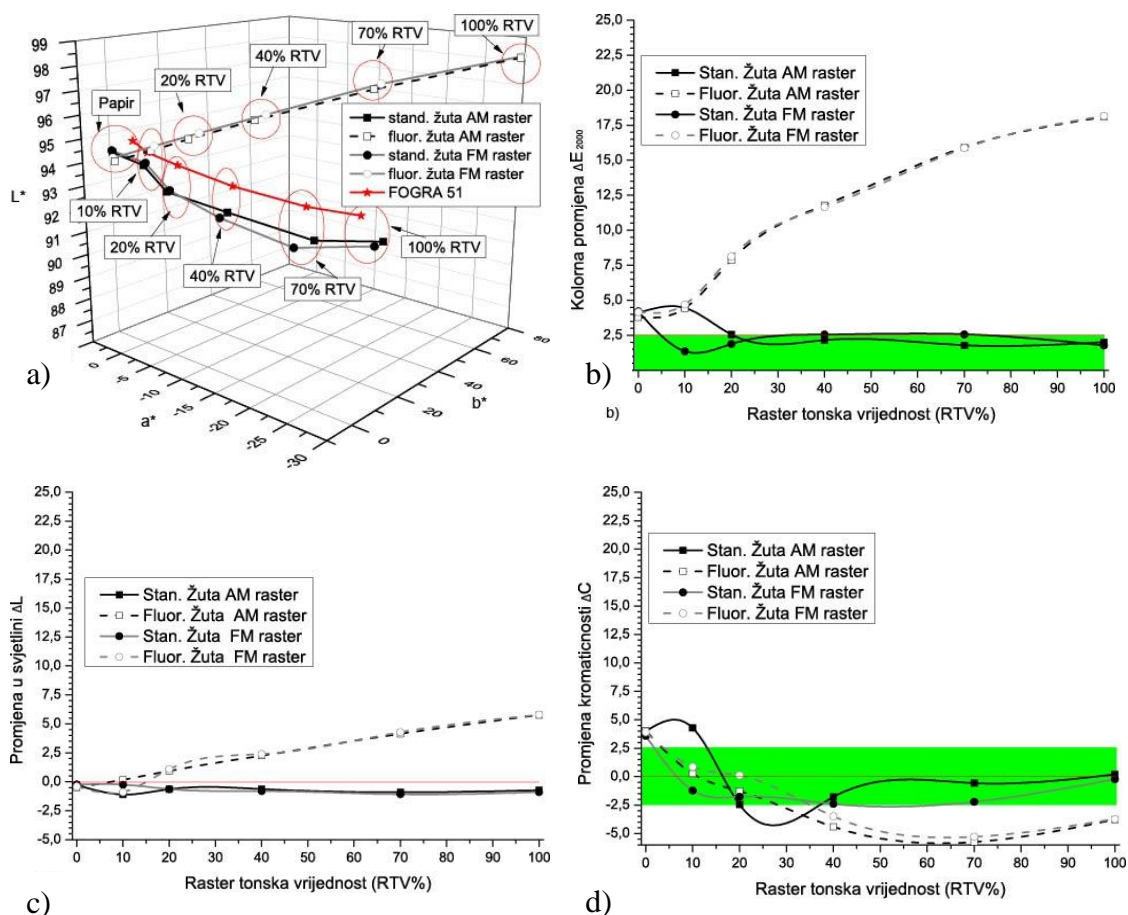 a)
99
98
97
96
95
94
93
92
91
90
89
88
87
L*
Papir
10% RTV
20% RTV
40% RTV
70% RTV
100% RTV
20% RTV
40% RTV
70% RTV
100% RTV
stand. žuta AM raster
fluor. žuta AM raster
stand. žuta FM raster
fluor. žuta FM raster
FOGRA 51
0
-5
-10
-15
-20
-25
-30
a*
0
20
40
60
80
b*
25,0
22,5
20,0
17,5
15,0
12,5
10,0
7,5
5,0
2,5
Kolorna promjena ΔE2000
Stan. Žuta AM raster
Fluor. Žuta AM raster
Stan. Žuta FM raster
Fluor. Žuta FM raster
0 10 20 30 40 50 60 70 80 90 100
Raster tonska vrijednost (RTV%)
b)
b)
25,0
22,5
20,0
17,5
15,0
12,5
10,0
7,5
5,0
2,5
0,0
-2,5
-5,0
Promjena u svjetlini ΔL
Stan. Žuta AM raster
Fluor. Žuta AM raster
Stan. Žuta FM raster
Fluor. Žuta FM raster
0 10 20 30 40 50 60 70 80 90 100
Raster tonska vrijednost (RTV%)
c)
25,0
22,5
20,0
17,5
15,0
12,5
10,0
7,5
5,0
2,5
0,0
-2,5
-5,0
Promjena kromaticnosti ΔC
Stan. Žuta AM raster
Fluor. Žuta AM raster
Stan. Žuta FM raster
Fluor. Žuta FM raster
0 10 20 30 40 50 60 70 80 90 100
Raster tonska vrijednost (RTV%)
d)